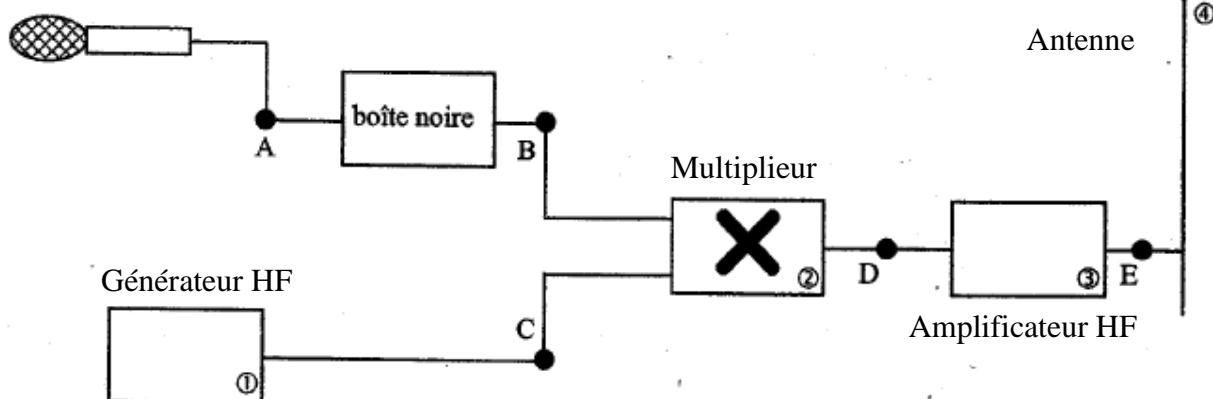 ④
Antenne
boîte noire
A
B
Multiplieur
②
D
③
E
Générateur HF
C
Amplificateur HF
①